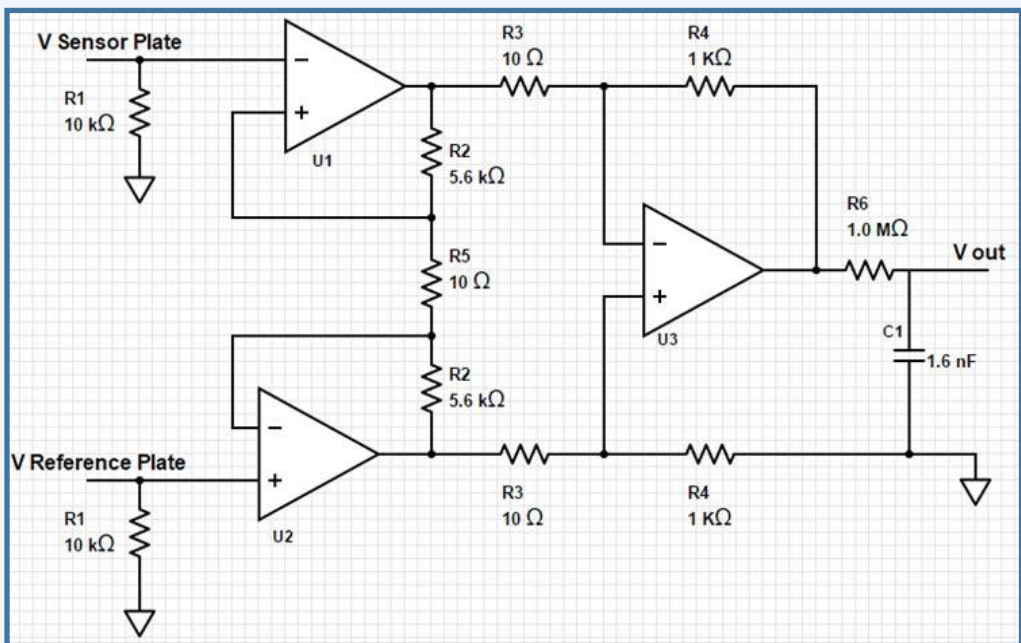 V Sensor Plate
R1
10 kΩ
−
+
U1
R2
5.6 kΩ
R5
10 Ω
R2
5.6 kΩ
−
+
U2
V Reference Plate
R1
10 kΩ
R3
10 Ω
R4
1 KΩ
−
+
U3
R3
10 Ω
R4
1 KΩ
R6
1.0 MΩ
V out
C1
1.6 nF